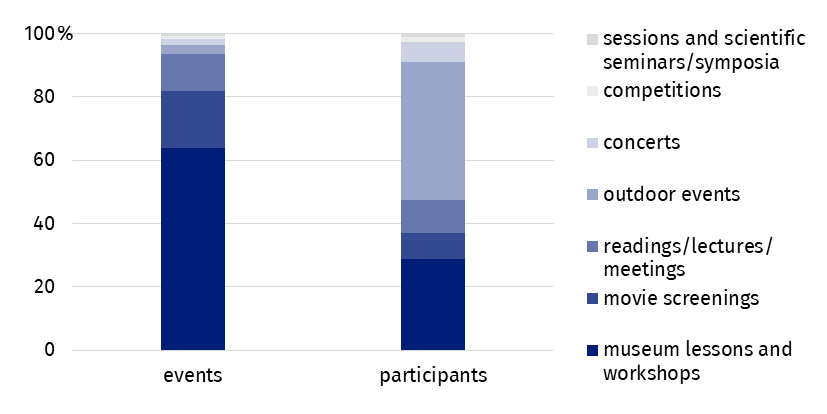 100%
80
60
40
20
0
events
participants
sessions and scientific
seminars/symposia
competitions
concerts
outdoor events
readings/lectures/
meetings
movie screenings
museum lessons and
workshops